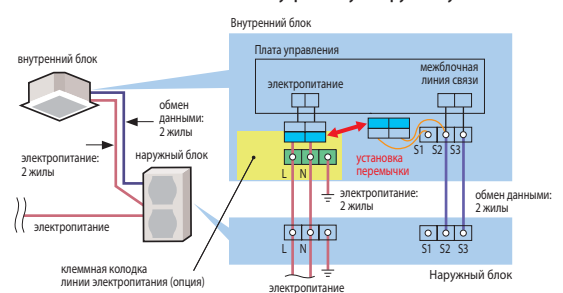 Внутренний блок
Плата управления
внутренний блок
межблочная
линия связи
электропитание
обмен
данными:
2 жилы
S1 S2 S3
электропитание:
2 жилы
наружный блок
установка
перемычки
L N
электропитание:
2 жилы
обмен данными:
2 жилы
электропитание
L N
S1 S2 S3
клеммная колодка
линии электропитания (опция)
Наружный блок
электропитание